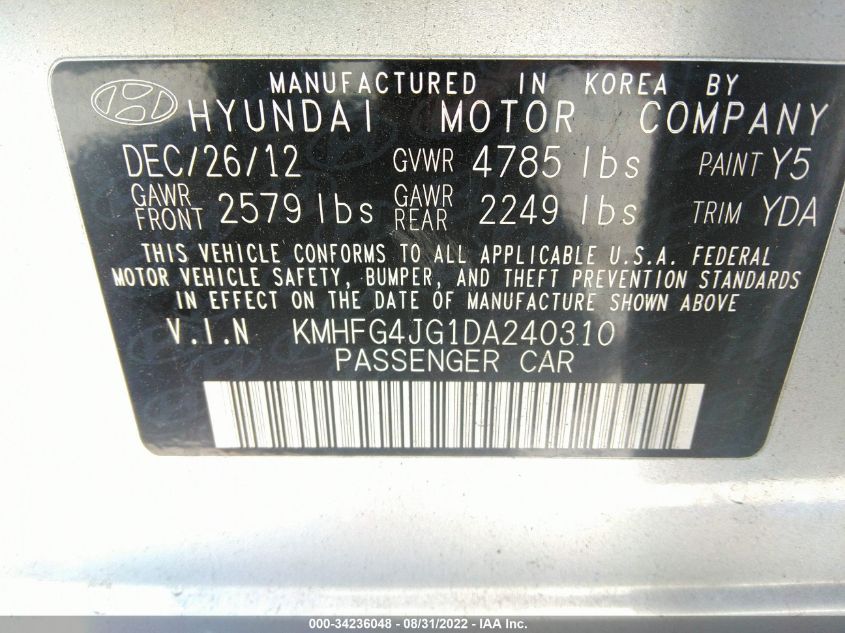 MANUFACTURED IN KOREA BY
HYUNDAI MOTOR COMPANY
DEC/26/12 GVWR 4785 lbs PAINT Y5
GAWR FRONT 2579 lbs GAWR REAR 2249 lbs TRIM YDA
THIS VEHICLE CONFORMS TO ALL APPLICABLE U.S.A. FEDERAL
MOTOR VEHICLE SAFETY, BUMPER, AND THEFT PREVENTION STANDARDS
IN EFFECT ON THE DATE OF MANUFACTURE SHOWN ABOVE
V.I.N KMHFG4JG1DA240310
PASSENGER CAR
000-34236048 - 08/31/2022 - IAA Inc.